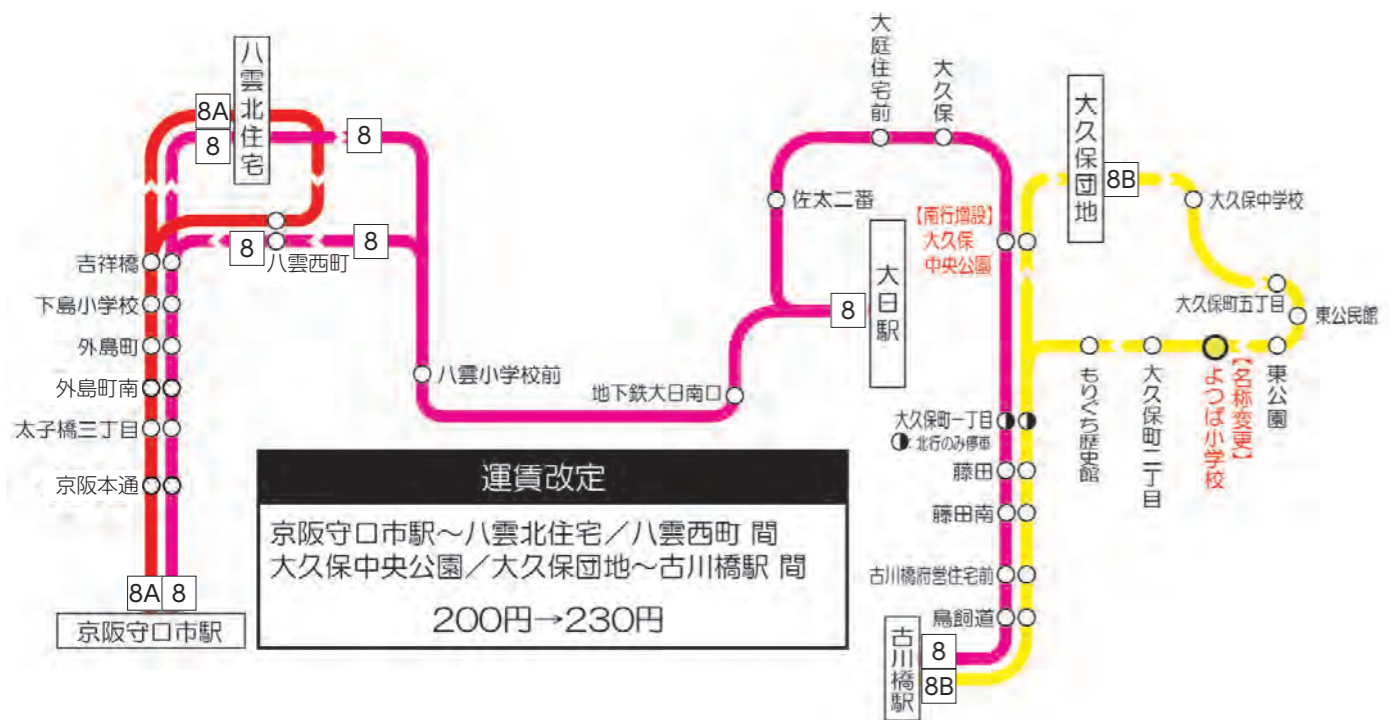 八雲北住宅
8A
8
8
8
8
八雲西町
吉祥橋
下島小学校
外島町
外島町南
太子橋三丁目
京阪本通
8A
8
京阪守口市駅
八雲小学校前
地下鉄大日南口
8
大日駅
佐太二番
大庭住宅前
大久保
【南行増設】
大久保
中央公園
大久保団地
8B
大久保中学校
大久保町五丁目
東公民館
東公園
【名称変更】
よつば小学校
大久保町二丁目
もりぐち歴史館
大久保町一丁目
◑:北行のみ停車
藤田
藤田南
古川橋府営住宅前
鳥飼道
古川橋駅
8
8B
運賃改定
京阪守口市駅~八雲北住宅/八雲西町 間
大久保中央公園/大久保団地~古川橋駅 間
200円→230円